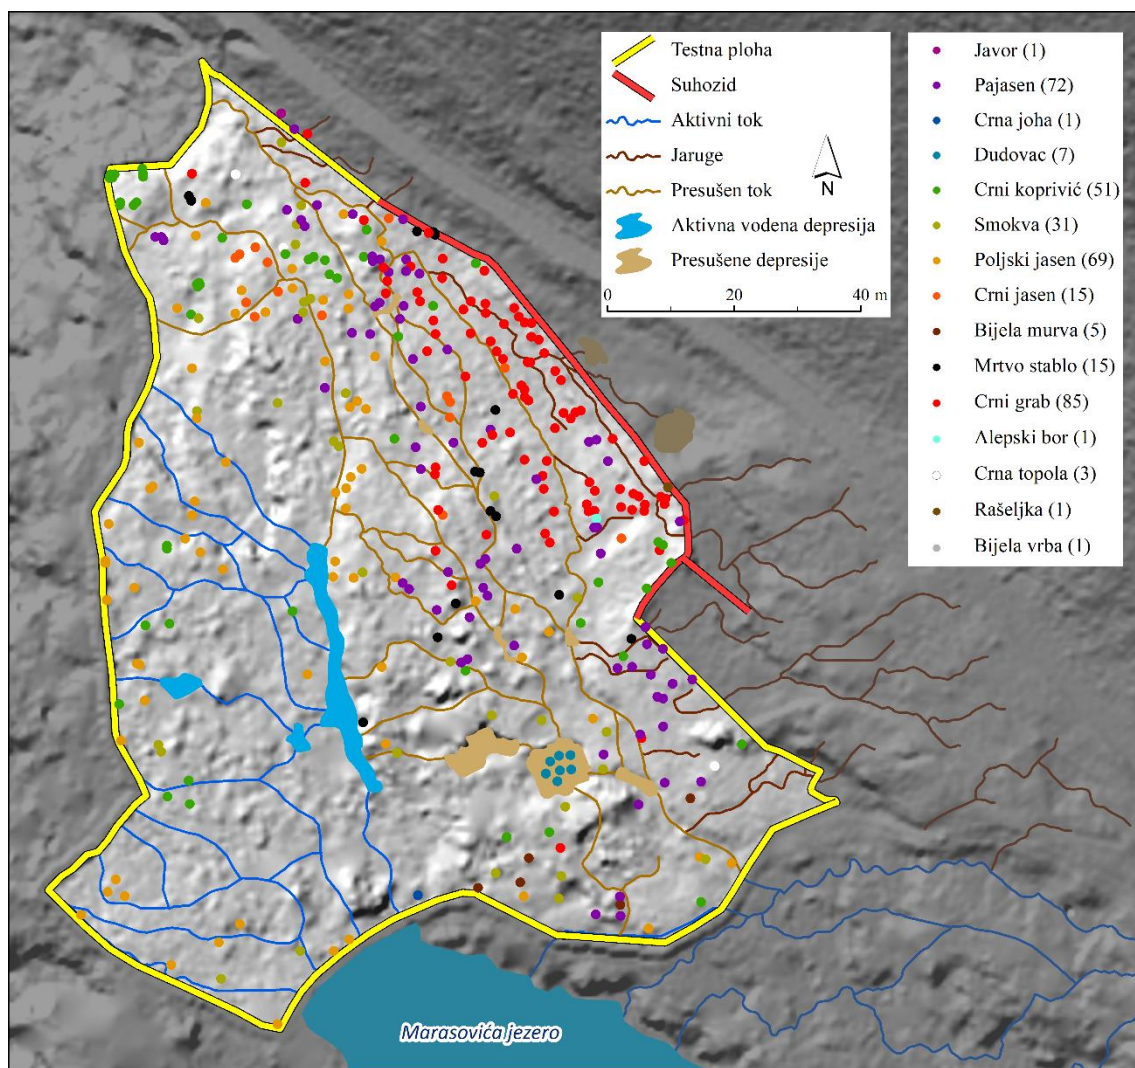 Testna ploha
Suhozid
Aktivni tok
Jaruge
Presušen tok
Aktivna vodena depresija
Presušene depresije
N
0 20 40 m
Javor (1)
Pajasen (72)
Crna joha (1)
Dudovac (7)
Crni koprivić (51)
Smokva (31)
Poljski jasen (69)
Crni jasen (15)
Bijela murva (5)
Mrtvo stablo (15)
Crni grab (85)
Alepski bor (1)
Crna topola (3)
Rašeljka (1)
Bijela vrba (1)
Marasovića jezero